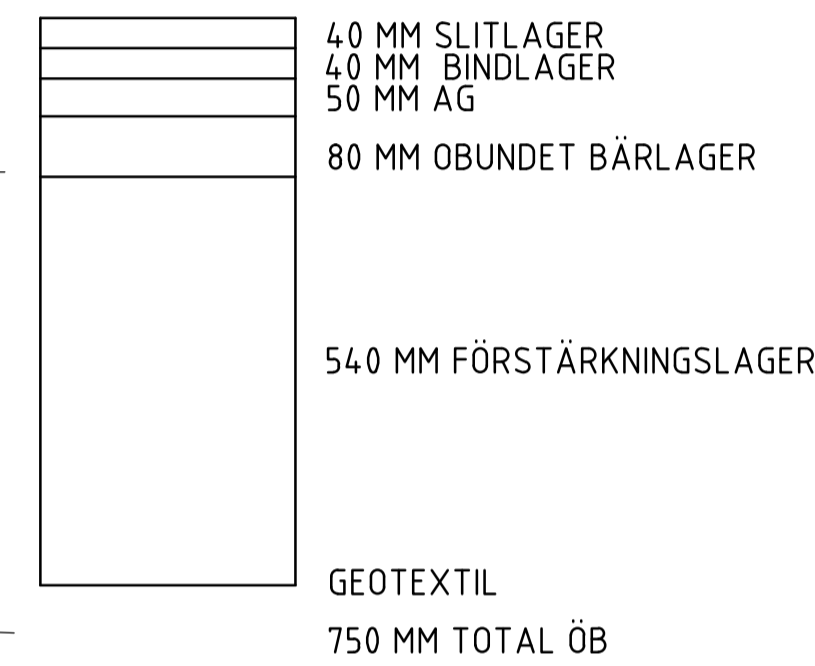 40 MM SLITLAGER
40 MM BINDLAGER
50 MM AG
80 MM OBUNDET BÄRLAGER
540 MM FÖRSTÄRKNINGSLAGER
GEOTEXTIL
750 MM TOTAL ÖB